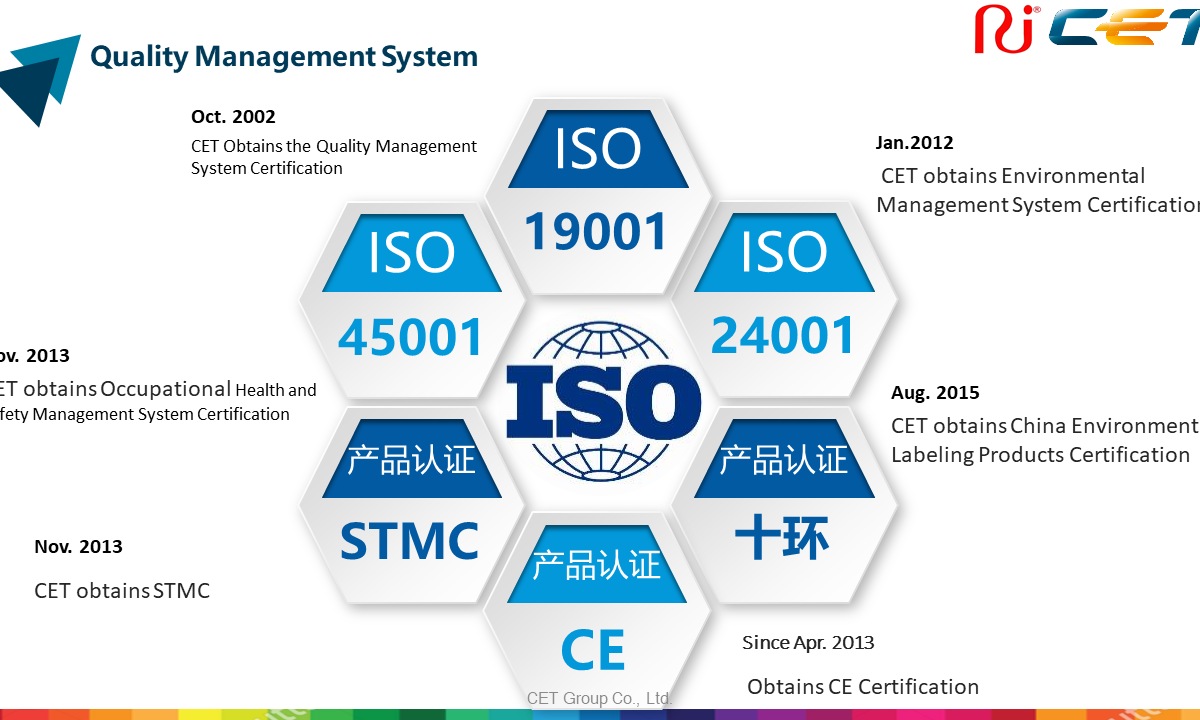 Quality Management System
Ri® CET
Oct. 2002
CET Obtains the Quality Management
System Certification
ISO
19001
Jan.2012
CET obtains Environmental
Management System Certification
ISO
45001
ISO
24001
ov. 2013
ET obtains Occupational Health and
fety Management System Certification
ISO
Aug. 2015
CET obtains China Environment
Labeling Products Certification
产品认证
STMC
产品认证
十环
Nov. 2013
CET obtains STMC
产品认证
CE
Since Apr. 2013
Obtains CE Certification
CET Group Co., Ltd.